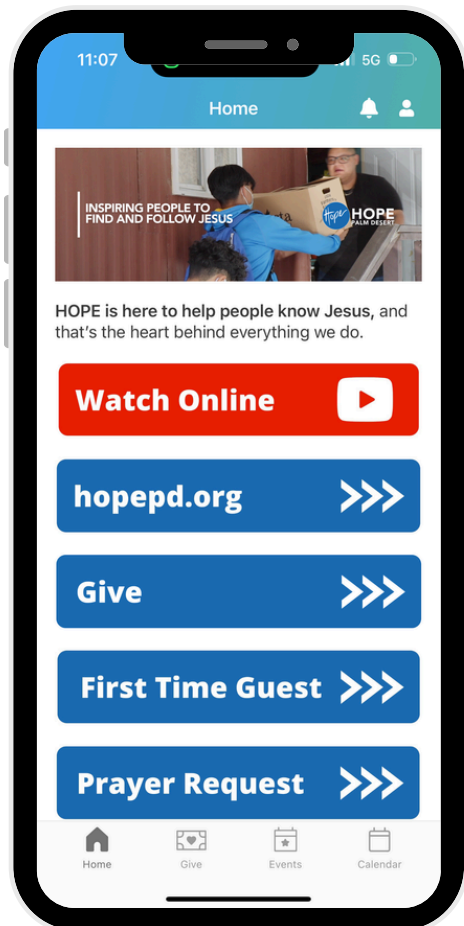 11:07
5G
Home
INSPIRING PEOPLE TO
FIND AND FOLLOW JESUS
Hope HOPE
PALM DESERT
HOPE is here to help people know Jesus, and
that's the heart behind everything we do.
Watch Online
hopepd.org
Give
First Time Guest
Prayer Request
Home
Give
Events
Calendar